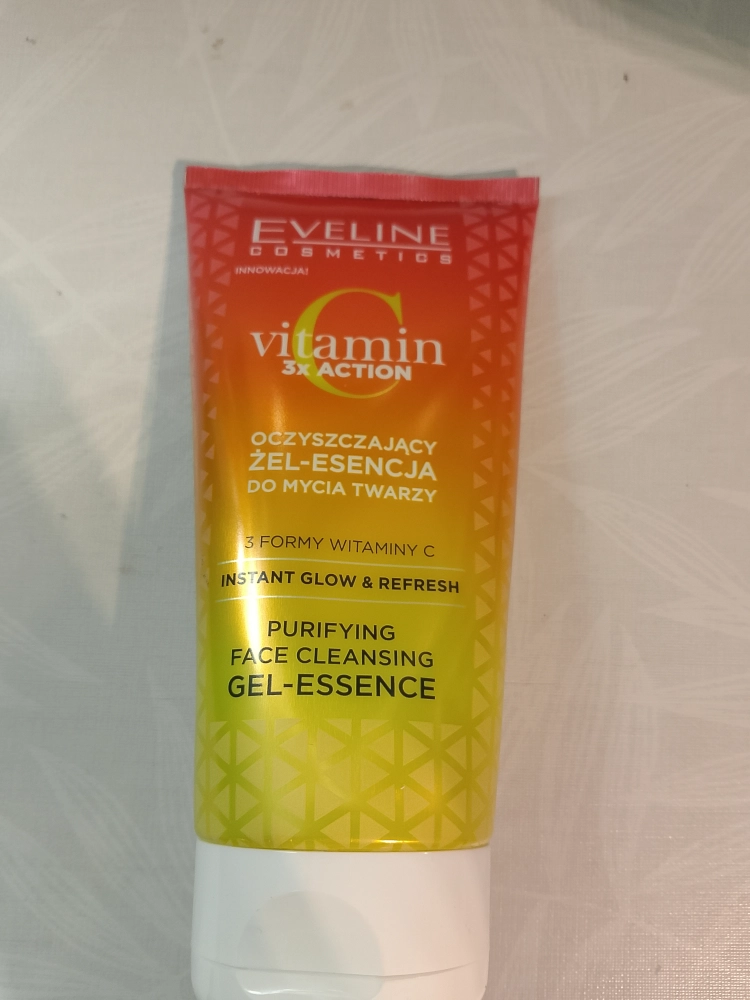 EVELINE
COSMETICS
INNOWACJA!
C
vitamin
3x ACTION
OCZYSZCZAJĄCY
ŻEL-ESENCJA
DO MYCIA TWARZY
3 FORMY WITAMINY C
INSTANT GLOW & REFRESH
PURIFYING
FACE CLEANSING
GEL-ESSENCE